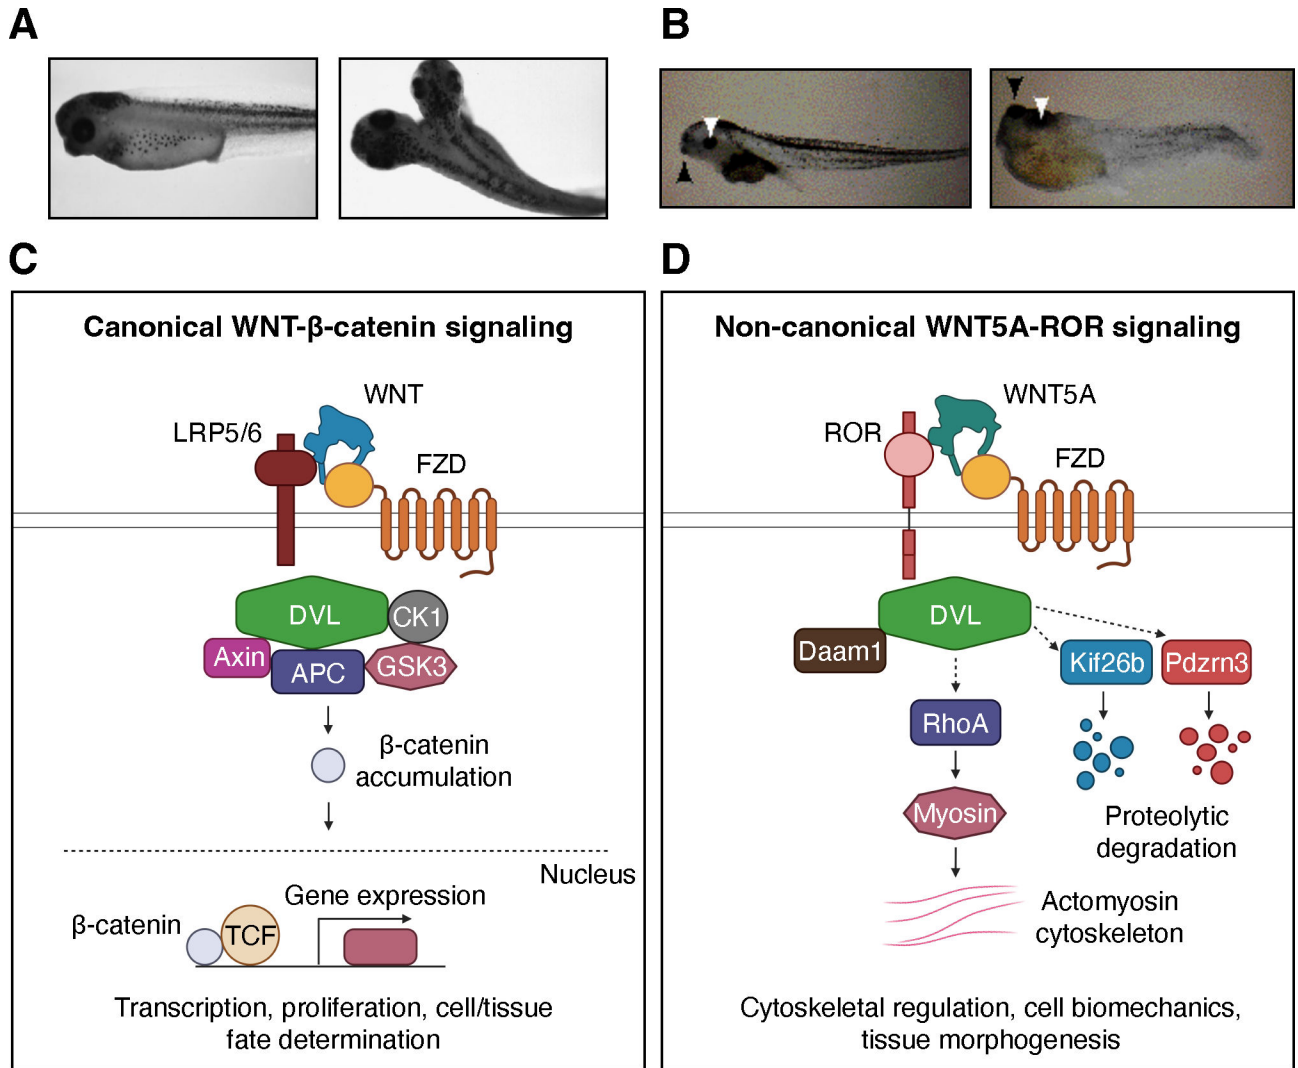 A
B
C
Canonical WNT-β-catenin signaling
WNT
LRP5/6
FZD
DVL
CK1
Axin
APC
GSK3
β-catenin
accumulation
Nucleus
Gene expression
β-catenin
TCF
Transcription, proliferation, cell/tissue
fate determination
D
Non-canonical WNT5A-ROR signaling
WNT5A
ROR
FZD
DVL
Daam1
Kif26b
Pdzrn3
RhoA
Myosin
Proteolytic
degradation
Actomyosin
cytoskeleton
Cytoskeletal regulation, cell biomechanics,
tissue morphogenesis